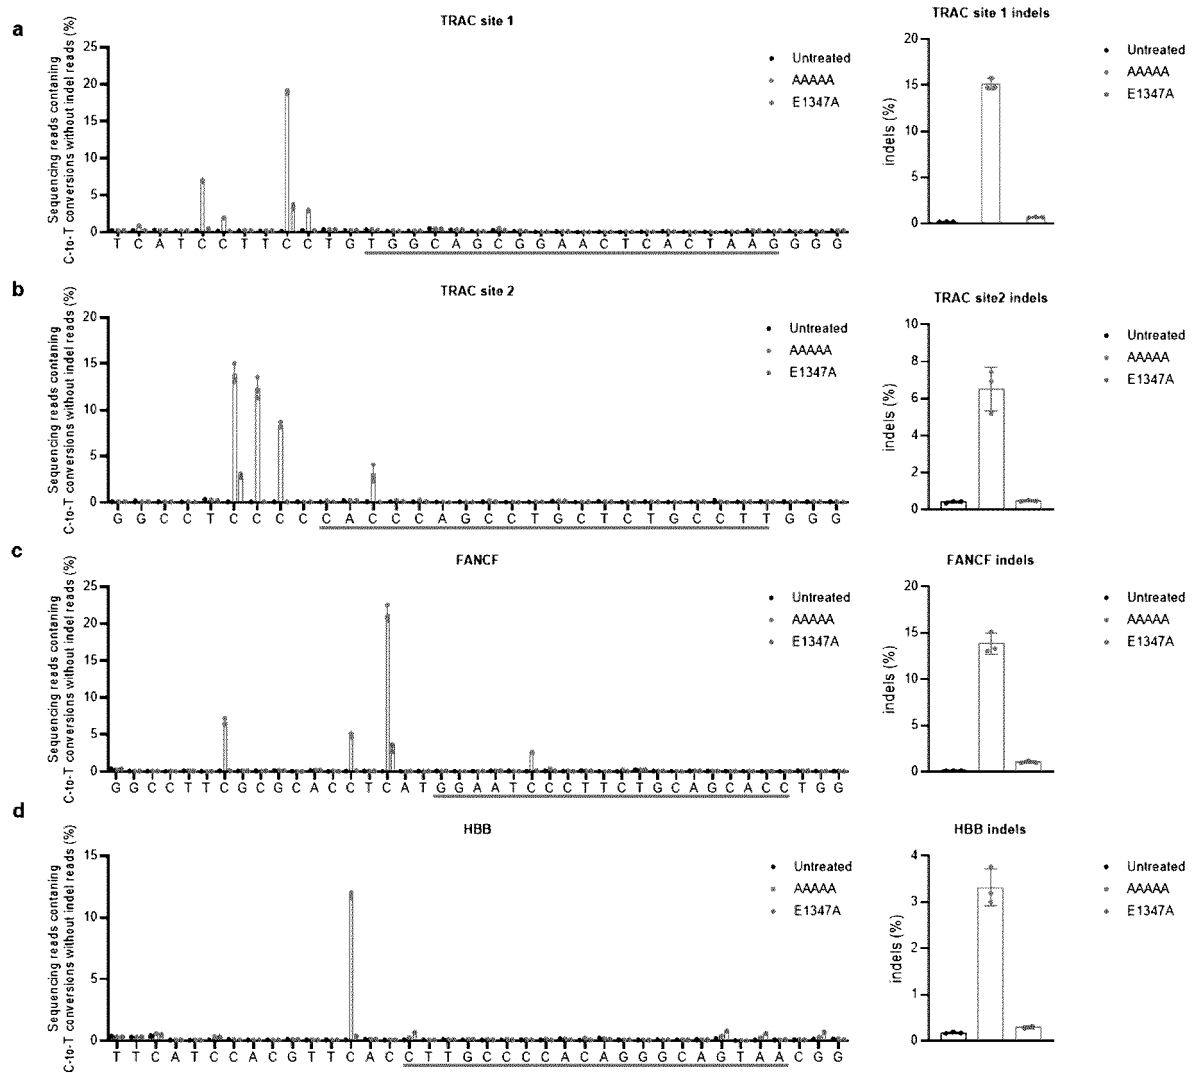 a
TRAC site 1
Sequencing reads contaning
C-to-T conversions without indel reads (%)
25
20
15
10
5
0
Untreated
AAAAA
E1347A
T C A T C C T T C C T G T G G C A G C G G A A C T C A C T A A G G G G
TRAC site 1 indels
indels (%)
20
15
10
5
0
Untreated
AAAAA
E1347A
b
TRAC site 2
Sequencing reads contaning
C-to-T conversions without indel reads (%)
20
15
10
5
0
Untreated
AAAAA
E1347A
G G C C T C C C C C A C C C A G C C T G C T C T G C C T T G G G
TRAC site2 indels
indels (%)
10
8
6
4
2
0
Untreated
AAAAA
E1347A
c
FANCF
Sequencing reads contaning
C-to-T conversions without indel reads (%)
25
20
15
10
5
0
Untreated
AAAAA
E1347A
G G C C T T C G C G C A C C T C A T G G A A T C C C T T C T G C A G C A C C T G G
FANCF indels
indels (%)
20
15
10
5
0
Untreated
AAAAA
E1347A
d
HBB
Sequencing reads contaning
C-to-T conversions without indel reads (%)
15
10
5
0
Untreated
AAAAA
E1347A
T T C A T C C A C G T T C A C C T T G C C C C A C A G G G C A G T A A C G G
HBB indels
indels (%)
4
3
2
1
0
Untreated
AAAAA
E1347A